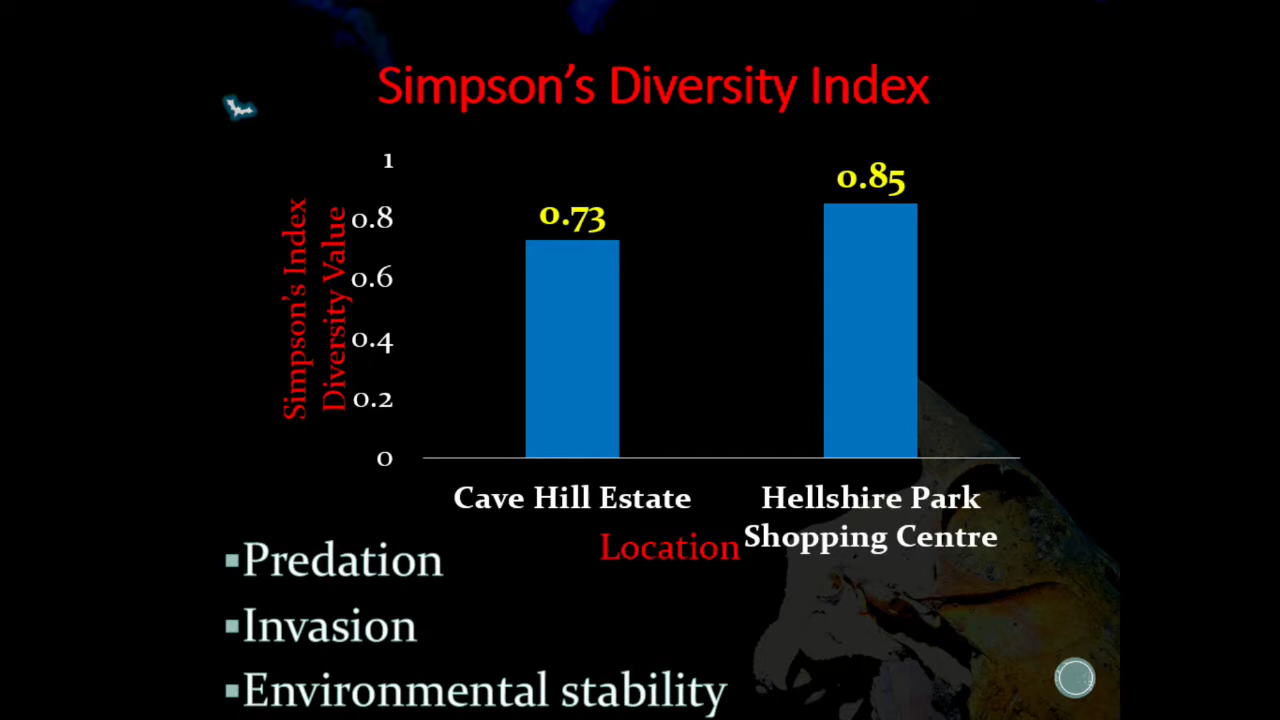 Simpson’s Diversity Index
Simpson’s Index
Diversity Value
1
0.8
0.6
0.4
0.2
0
0.73
0.85
Cave Hill Estate
Hellshire Park
Shopping Centre
Location
▪Predation
▪Invasion
▪Environmental stability